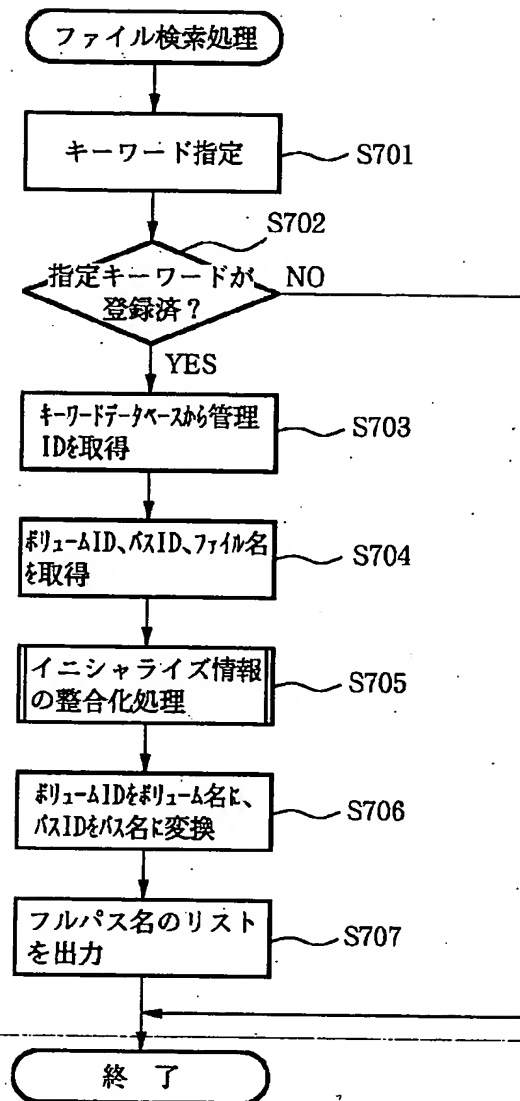 ファイル検索処理
キーワード指定
S701
S702
指定キーワードが
登録済？
NO
YES
キーワードデータベースから管理
IDを取得
S703
ボリュームID、パスID、ファイル名
を取得
S704
イニシャライズ情報
の整合化処理
S705
ボリュームIDをボリューム名に、
パスIDをパス名に変換
S706
フルパス名のリスト
を出力
S707
終了